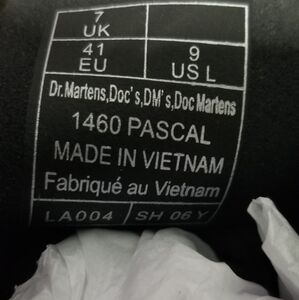 7
UK
41
EU
9
US L
Dr.Martens,Doc's,DM's,Doc Martens
1460 PASCAL
MADE IN VIETNAM
Fabriqué au Vietnam
LA004 SH 06 Y